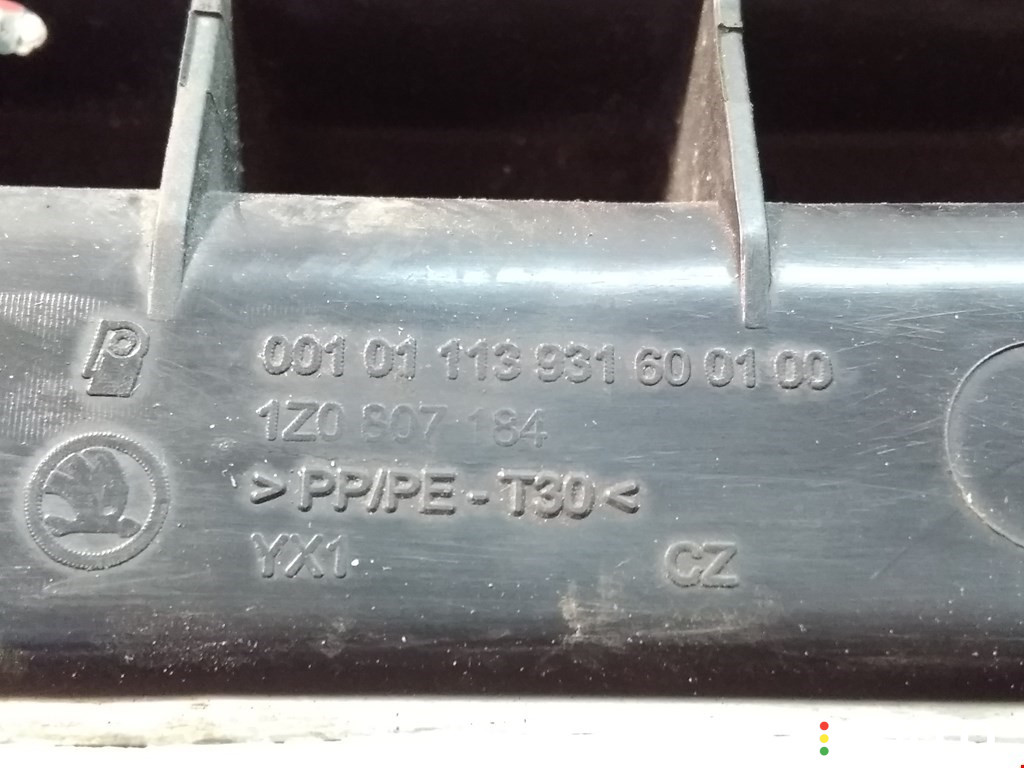 001 01 113 931 60 01 00
1Z0 807 184
>PP/PE-T30<
YX1 CZ